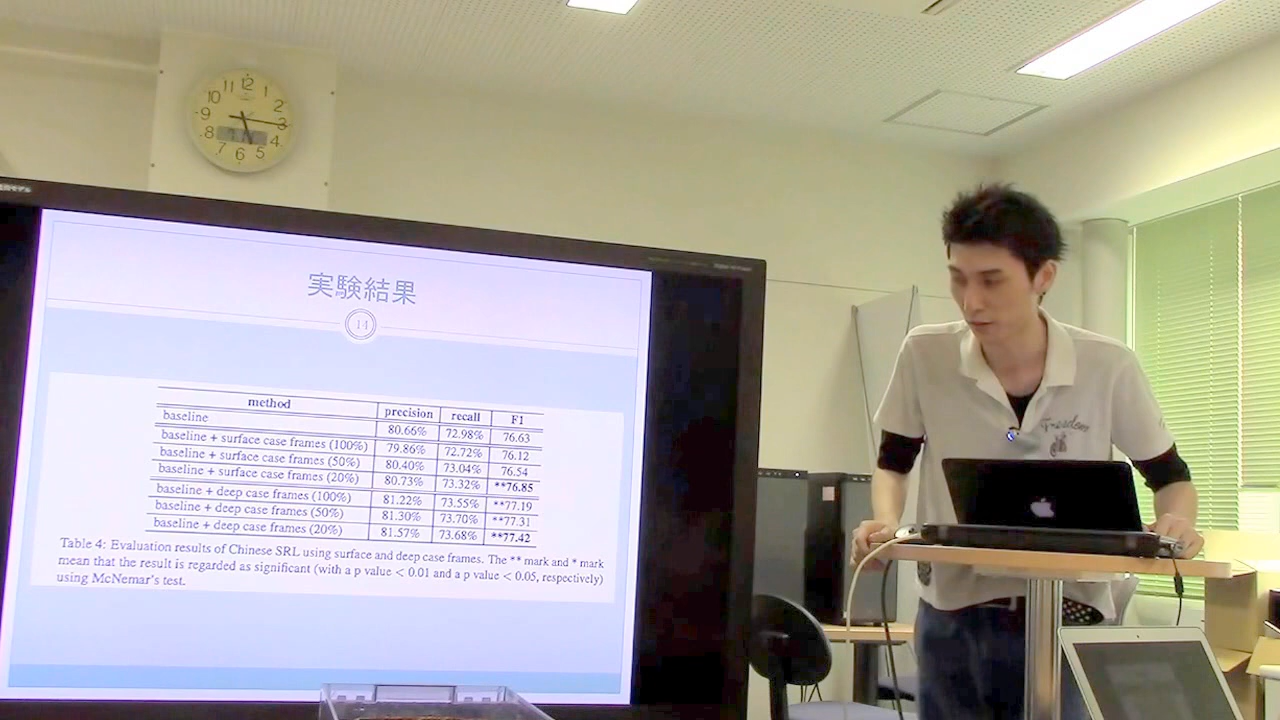 12
11 1
10 2
9 3
8 4
7 6 5
実験結果
14
method precision recall F1
baseline 80.66% 72.98% 76.63
baseline + surface case frames (100%) 79.86% 72.72% 76.12
baseline + surface case frames (50%) 80.40% 73.04% 76.54
baseline + surface case frames (20%) 80.73% 73.32% **76.85
baseline + deep case frames (100%) 81.22% 73.55% **77.19
baseline + deep case frames (50%) 81.30% 73.70% **77.31
baseline + deep case frames (20%) 81.57% 73.68% **77.42
Table 4: Evaluation results of Chinese SRL using surface and deep case frames. The ** mark and * mark
mean that the result is regarded as significant (with a p value < 0.01 and a p value < 0.05, respectively)
using McNemar's test.
Freedom